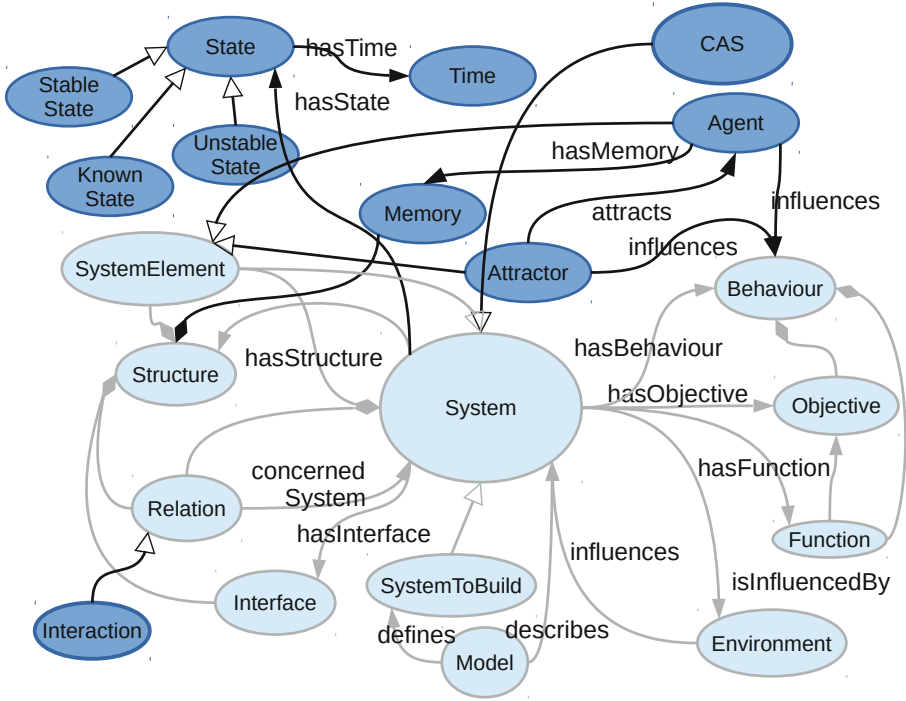 State
hasTime
CAS
Time
Stable
State
hasState
Agent
Unstable
State
hasMemory
Known
State
Memory
attracts
influences
influences
SystemElement
Attractor
Behaviour
hasStructure
hasBehaviour
Structure
hasObjective
System
Objective
concerned
System
hasFunction
Relation
hasInterface
Function
influences
SystemToBuild
isInfluencedBy
Interface
Interaction
defines
describes
Model
Environment